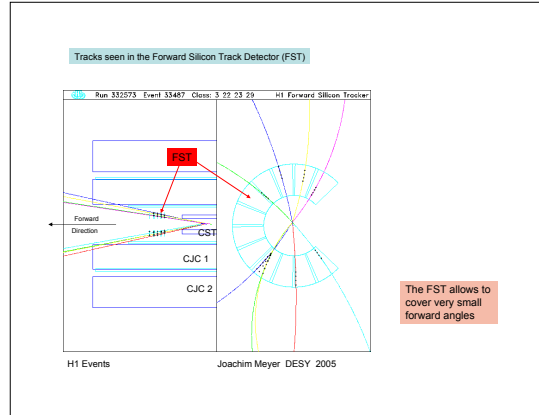 Tracks seen in the Forward Silicon Track Detector (FST)
Run 332573 Event 33487 Class: 3 22 23 29 H1 Forward Silicon Tracker
FST
Forward
Direction
CST
CJC 1
CJC 2
The FST allows to
cover very small
forward angles
H1 Events Joachim Meyer DESY 2005